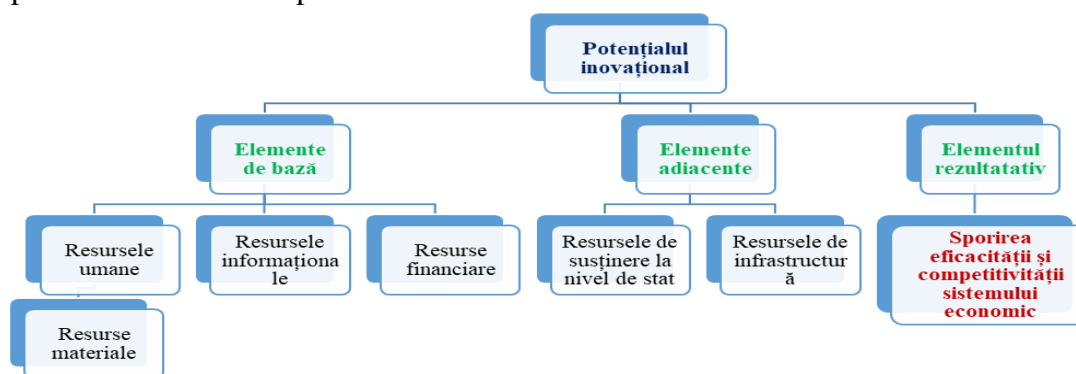 Potențialul
inovațional
Elemente
de bază
Elemente
adiacente
Elementul
rezultatativ
Resursele
umane
Resursele
informaționa
le
Resurse
financiare
Resursele de
susținere la
nivel de stat
Resursele de
infrastructur
ă
Sporirea
eficacității și
competitivității
sistemului
economic
Resurse
materiale